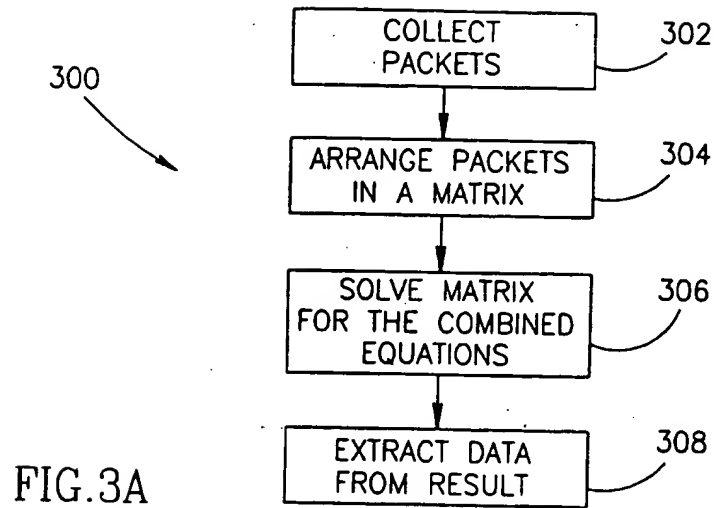 COLLECT
PACKETS
302
300
ARRANGE PACKETS
IN A MATRIX
304
SOLVE MATRIX
FOR THE COMBINED
EQUATIONS
306
EXTRACT DATA
FROM RESULT
308
FIG.3A